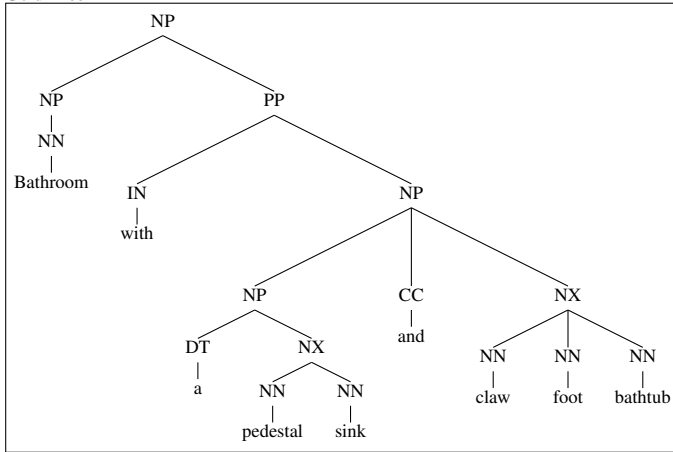 NP
NP PP
NN
Bathroom
IN NP
with
NP CC NX
and
DT NX NN NN NN
a NN NN claw foot bathtub
pedestal sink